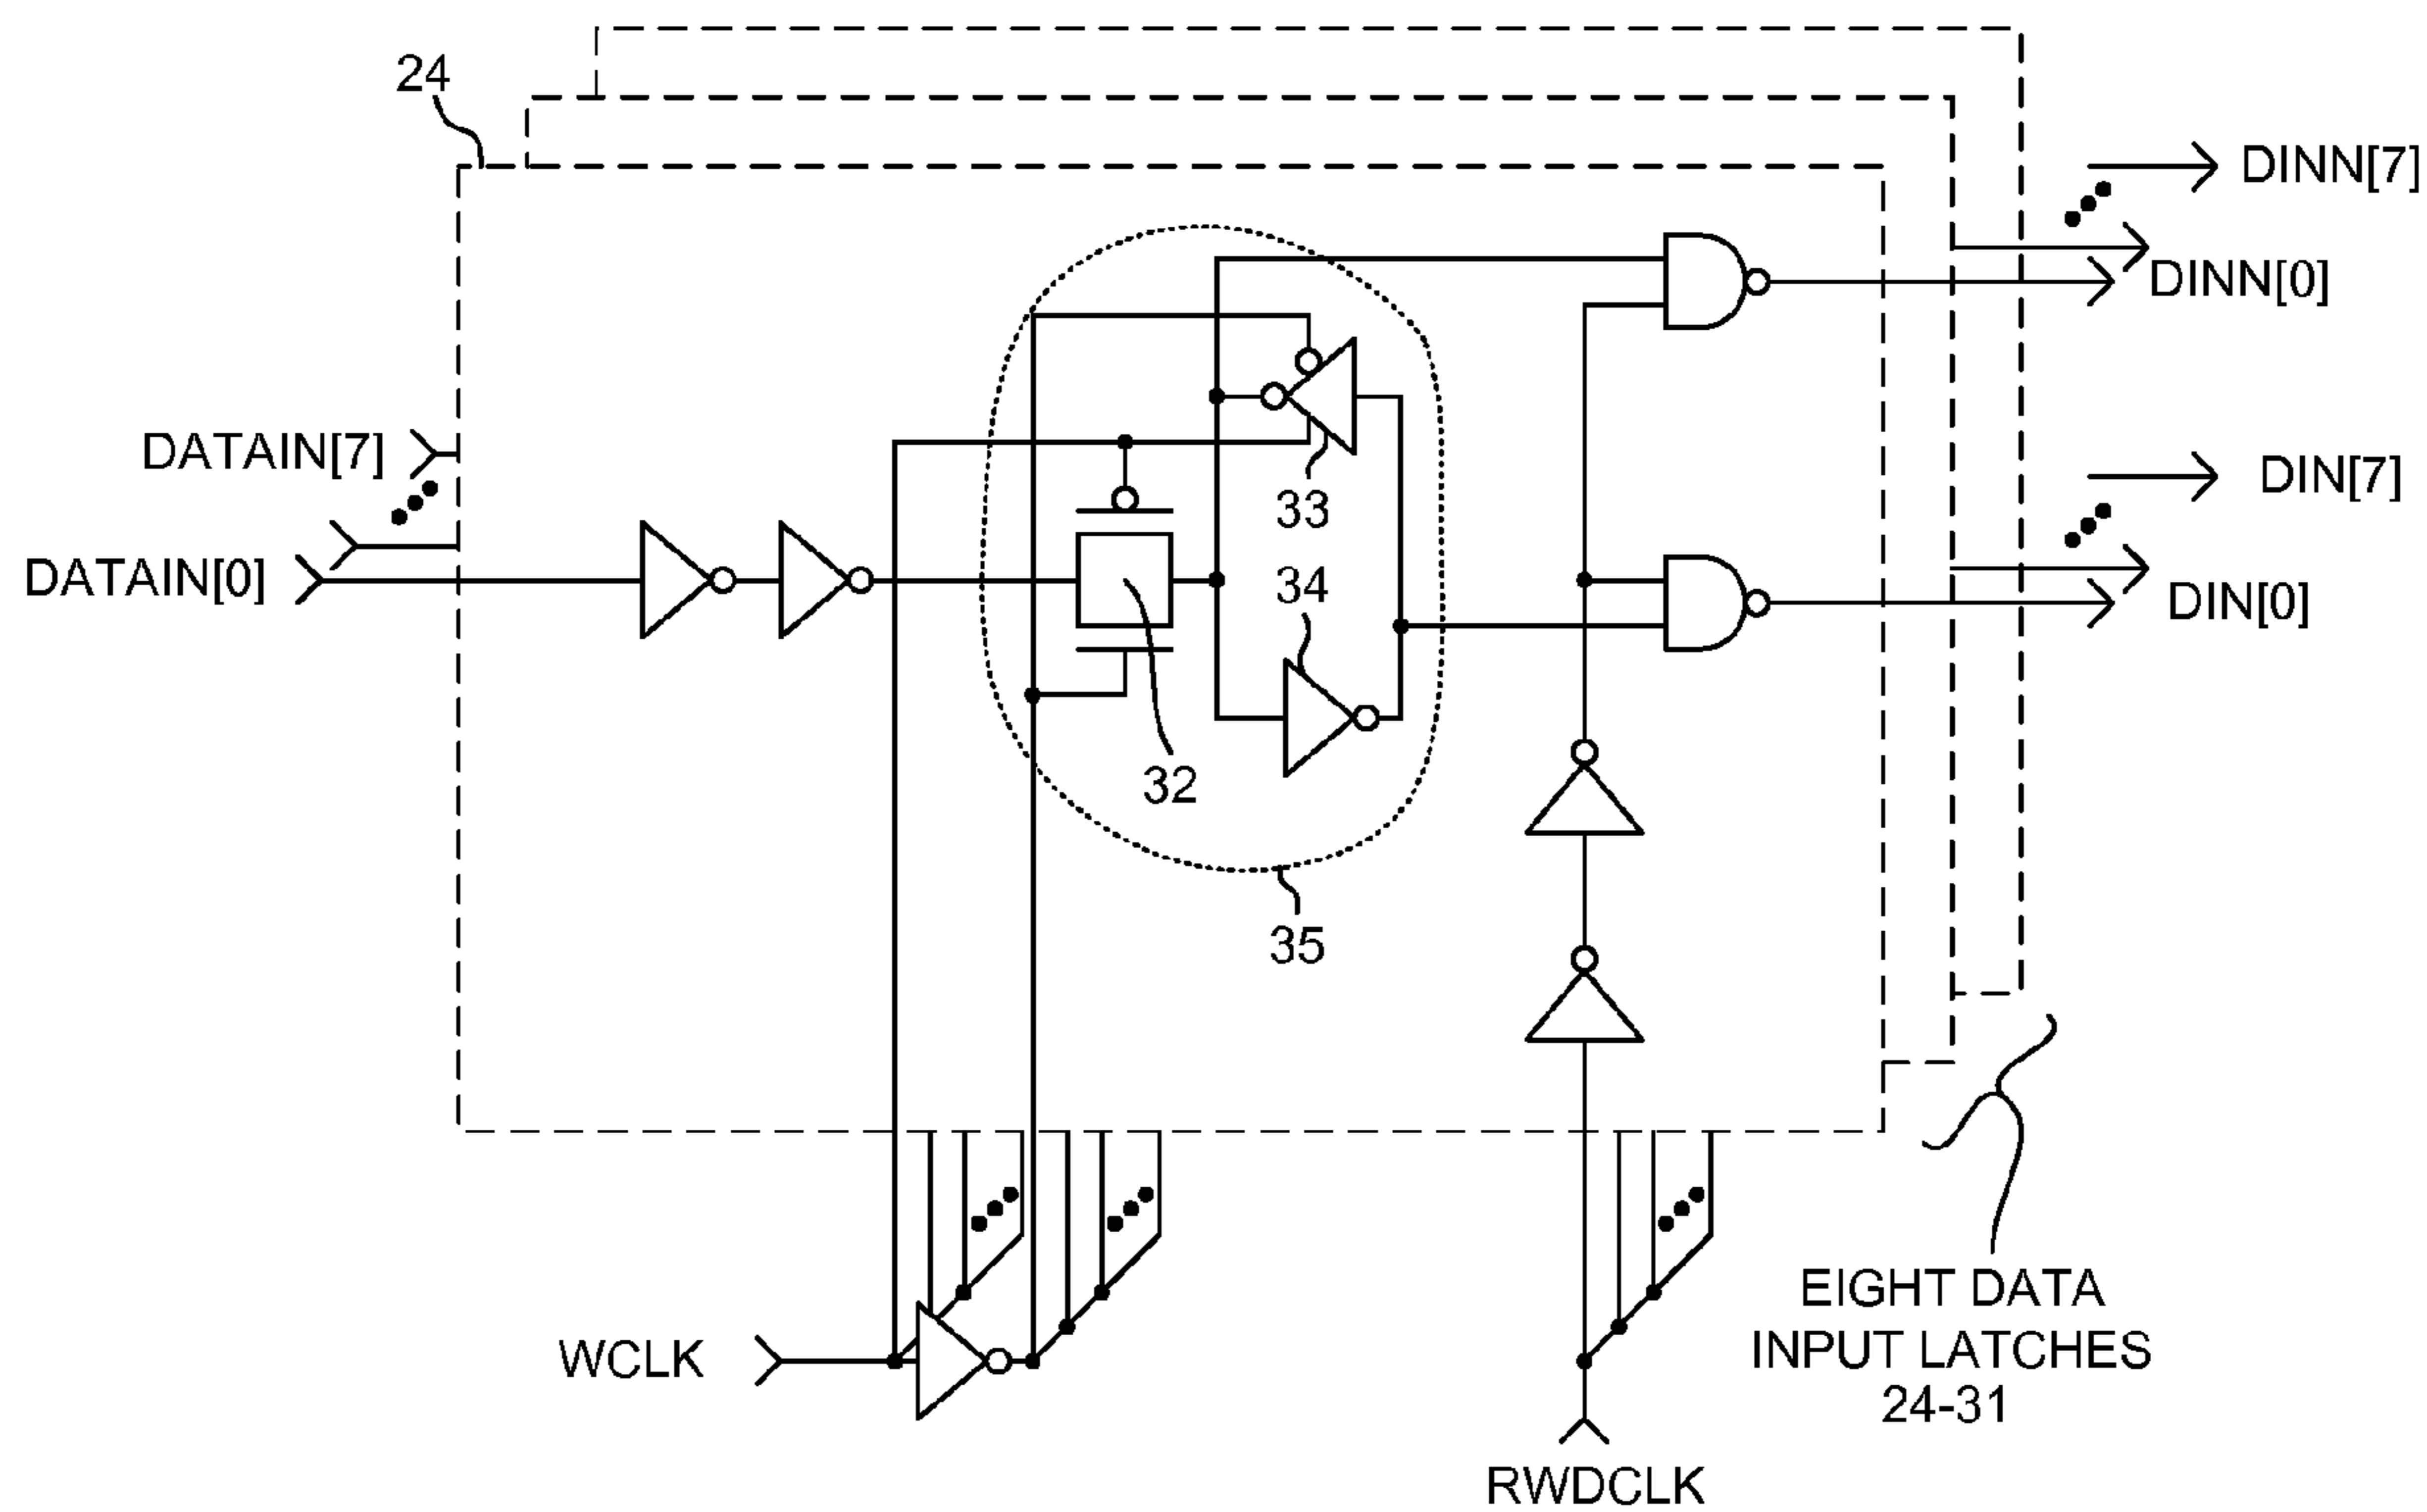 24
DINN[7]
DINN[0]
DATAIN[7]
DIN[7]
33
DATAIN[0]
34
DIN[0]
32
35
EIGHT DATA
INPUT LATCHES
24-31
WCLK
RWDCLK